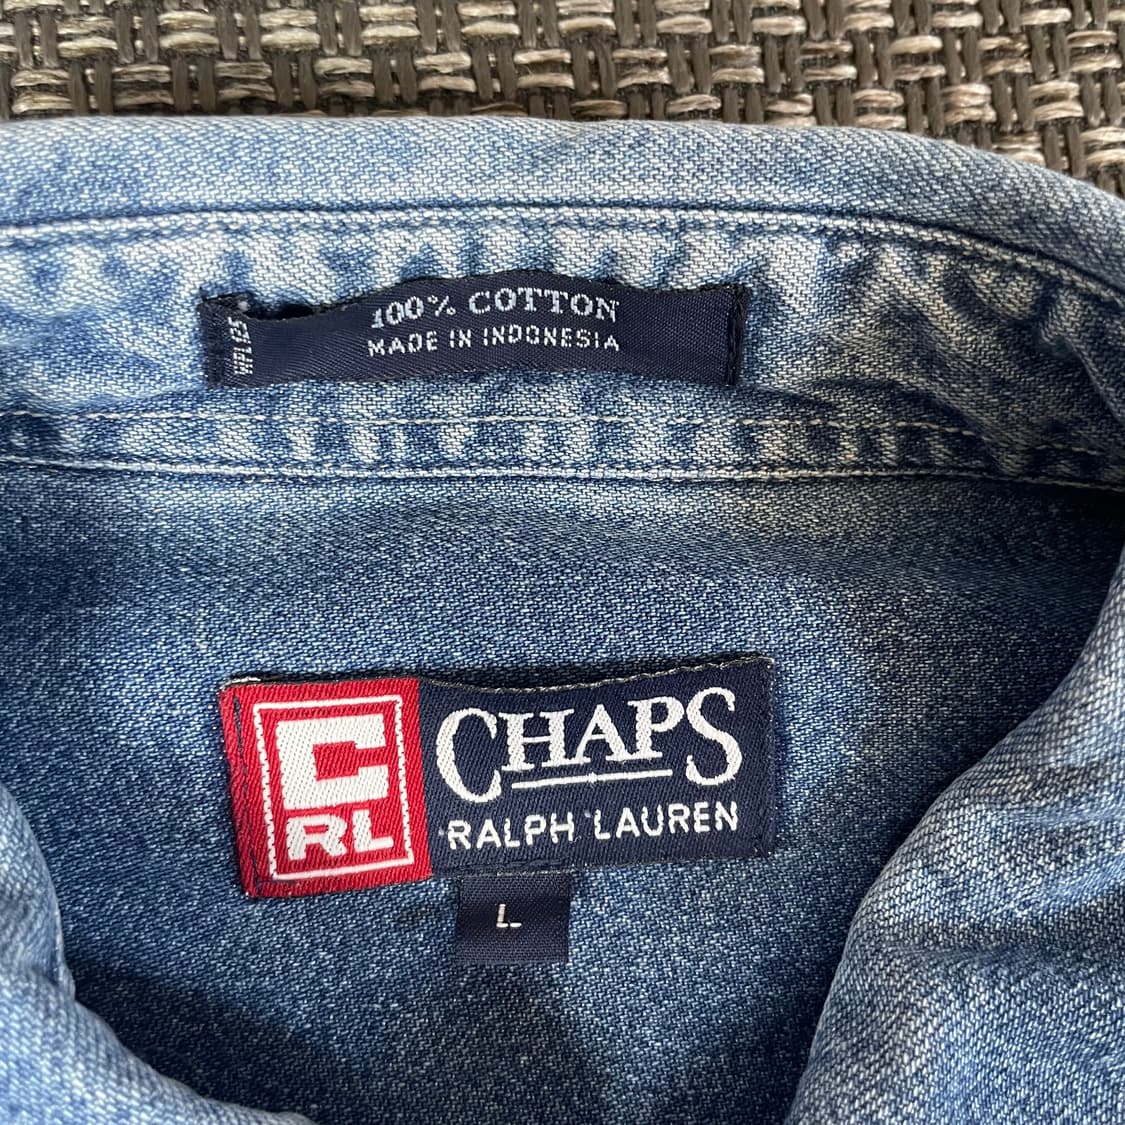 100% COTTON
MADE IN INDONESIA
C
RL
CHAPS
RALPH LAUREN
L